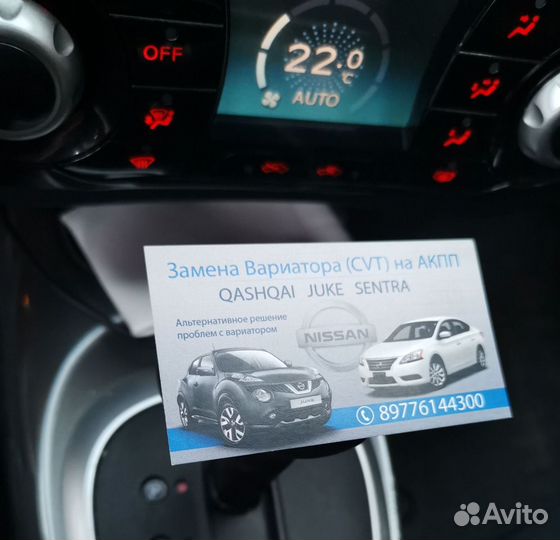 OFF
22.0
°C
AUTO
Замена Вариатора (CVT) на АКПП
QASHQAI JUKE SENTRA
Альтернативное решение
проблем с вариатором
NISSAN
JUKE
89776144300
Avito